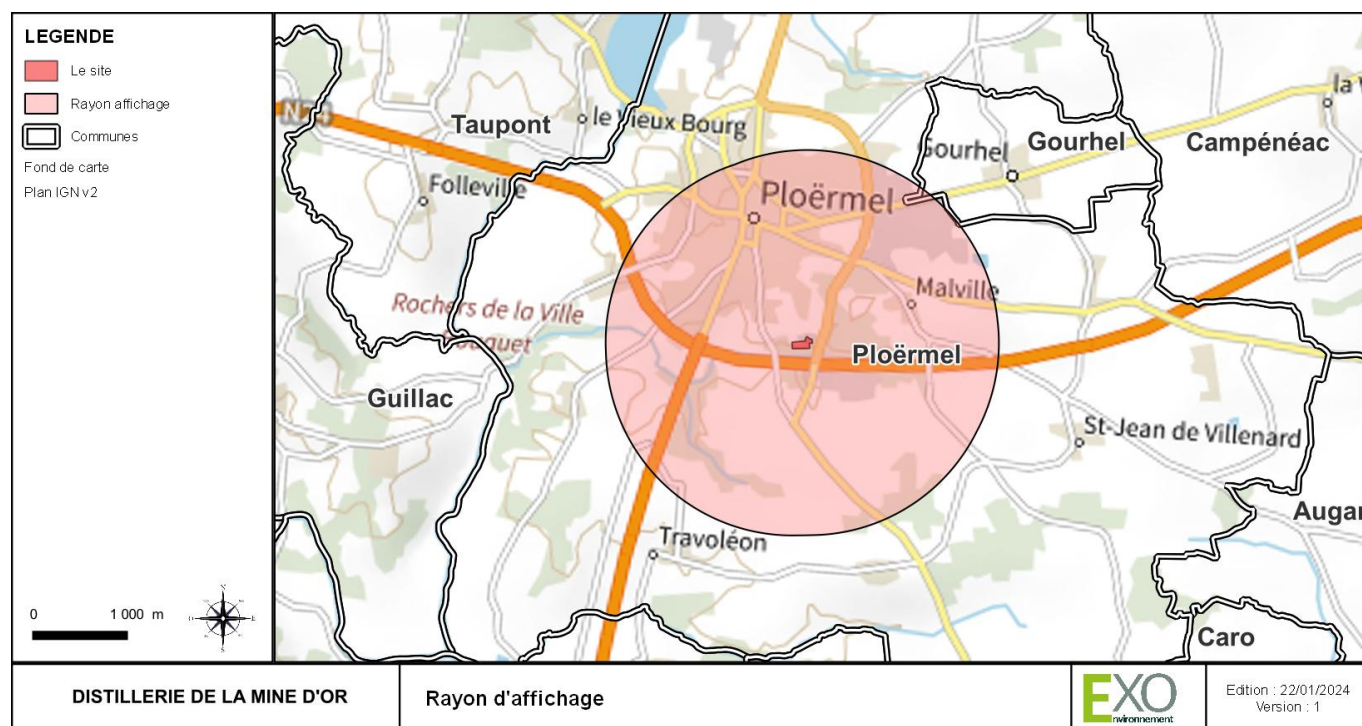 LEGENDE
Le site
Rayon affichage
Communes
Fond de carte
Plan IGN v2
0 1 000 m
N
E
S
Taupont
le Vieux Bourg
Folleville
Rochers de la Ville
Guillac
Ploërmel
Gourhel
Gourhel
Campénéac
la
Malville
Ploërmel
St-Jean de Villenard
Augan
Travoléon
Caro
DISTILLERIE DE LA MINE D'OR
Rayon d'affichage
EXO
nvironnement
Edition : 22/01/2024
Version : 1